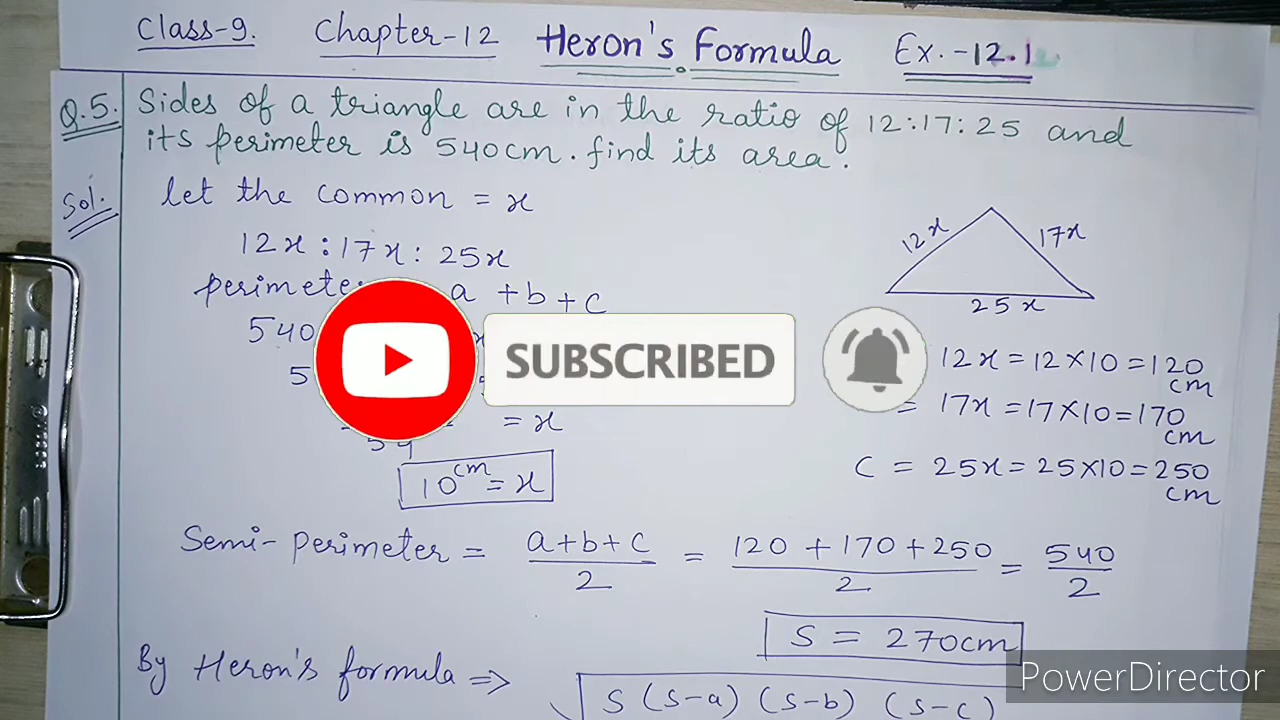 Class-9. Chapter-12 Heron's Formula Ex.-12.1
Q.5. Sides of a triangle are in the ratio of 12:17:25 and
its perimeter is 540cm. find its area.
Sol. let the common = x
12x : 17x : 25x
perimeter a + b + c
540
= x
54
10cm = x
12x
17x
25x
12x = 12×10 = 120 cm
= 17x = 17×10 = 170 cm
C = 25x = 25×10 = 250 cm
SUBSCRIBED
Semi-perimeter = a+b+c/2 = 120+170+250/2 = 540/2
S = 270cm
By Heron's formula ⇒ √S(S-a)(S-b)(S-c)
PowerDirector